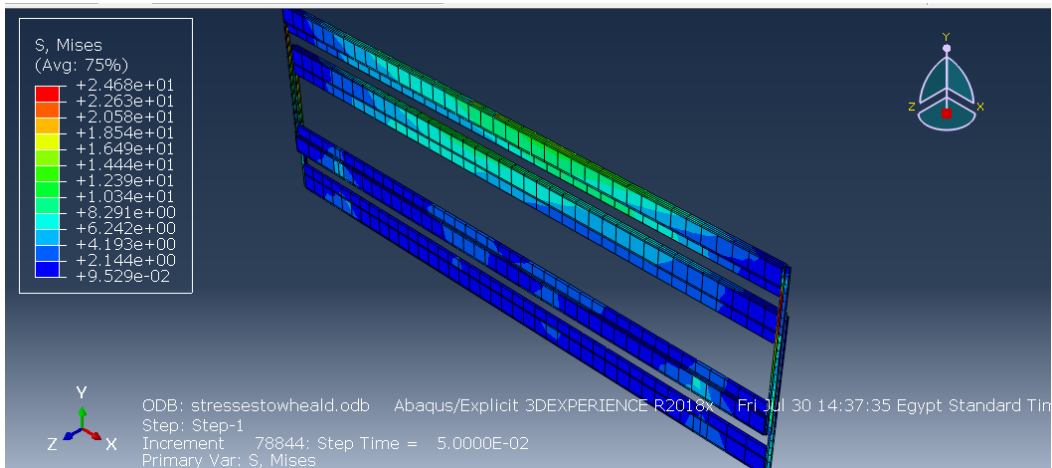 S, Mises
(Avg: 75%)
+2.468e+01
+2.263e+01
+2.058e+01
+1.854e+01
+1.649e+01
+1.444e+01
+1.239e+01
+1.034e+01
+8.291e+00
+6.242e+00
+4.193e+00
+2.144e+00
+9.529e-02
Y
Z
X
Y
Z
X
ODB: stressestowheald.odb Abaqus/Explicit 3DEXPERIENCE R2018x Fri Jul 30 14:37:35 Egypt Standard Tim
Step: Step-1
Increment 78844: Step Time = 5.0000E-02
Primary Var: S, Mises